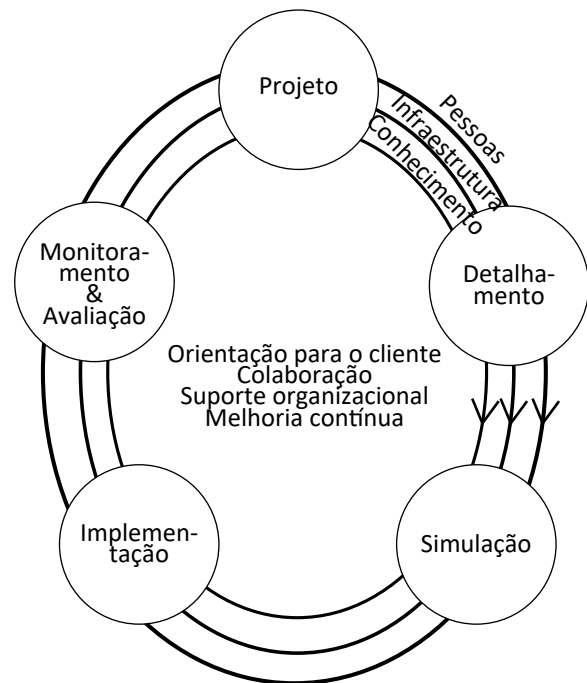 Projeto
Pessoas
Infraestrutura
Conhecimento
Monitora-
mento
&
Avaliação
Detalha-
mento
Orientação para o cliente
Colaboração
Suporte organizacional
Melhoria contínua
Implemen-
tação
Simulação